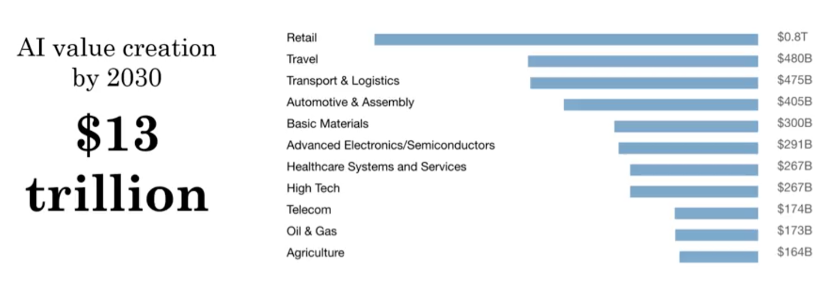 AI value creation
by 2030
$13
trillion
Retail $0.8T
Travel $480B
Transport & Logistics $475B
Automotive & Assembly $405B
Basic Materials $300B
Advanced Electronics/Semiconductors $291B
Healthcare Systems and Services $267B
High Tech $267B
Telecom $174B
Oil & Gas $173B
Agriculture $164B